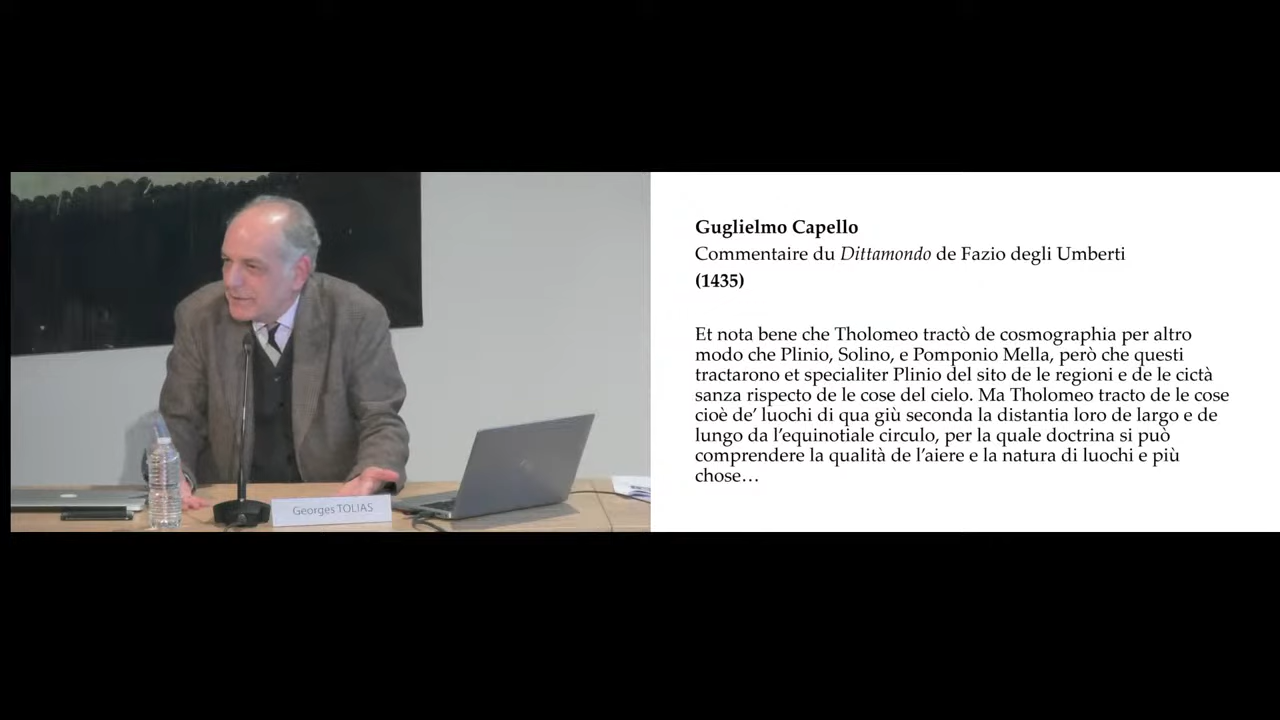 Georges TOLIAS
Guglielmo Capello
Commentaire du Dittamondo de Fazio degli Umberti
(1435)
Et nota bene che Tholomeo tractò de cosmographia per altro
modo che Plinio, Solino, e Pomponio Mella, però che questi
tractarono et specialiter Plinio del sito de le regioni e de le cictà
sanza rispecto de le cose del cielo. Ma Tholomeo tracto de le cose
cioè de’ luochi di qua giù seconda la distantia loro de largo e de
lungo da l’equinotiale circulo, per la quale doctrina si può
comprendere la qualità de l’aiere e la natura di luochi e più
chose…